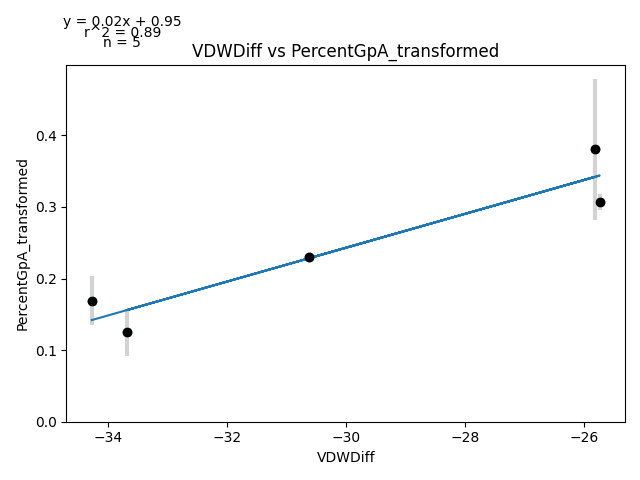 y = 0.02x + 0.95
r^2 = 0.89
n = 5
VDWDiff vs PercentGpA_transformed
PercentGpA_transformed
0.4
0.3
0.2
0.1
0.0
−34
−32
−30
−28
−26
VDWDiff